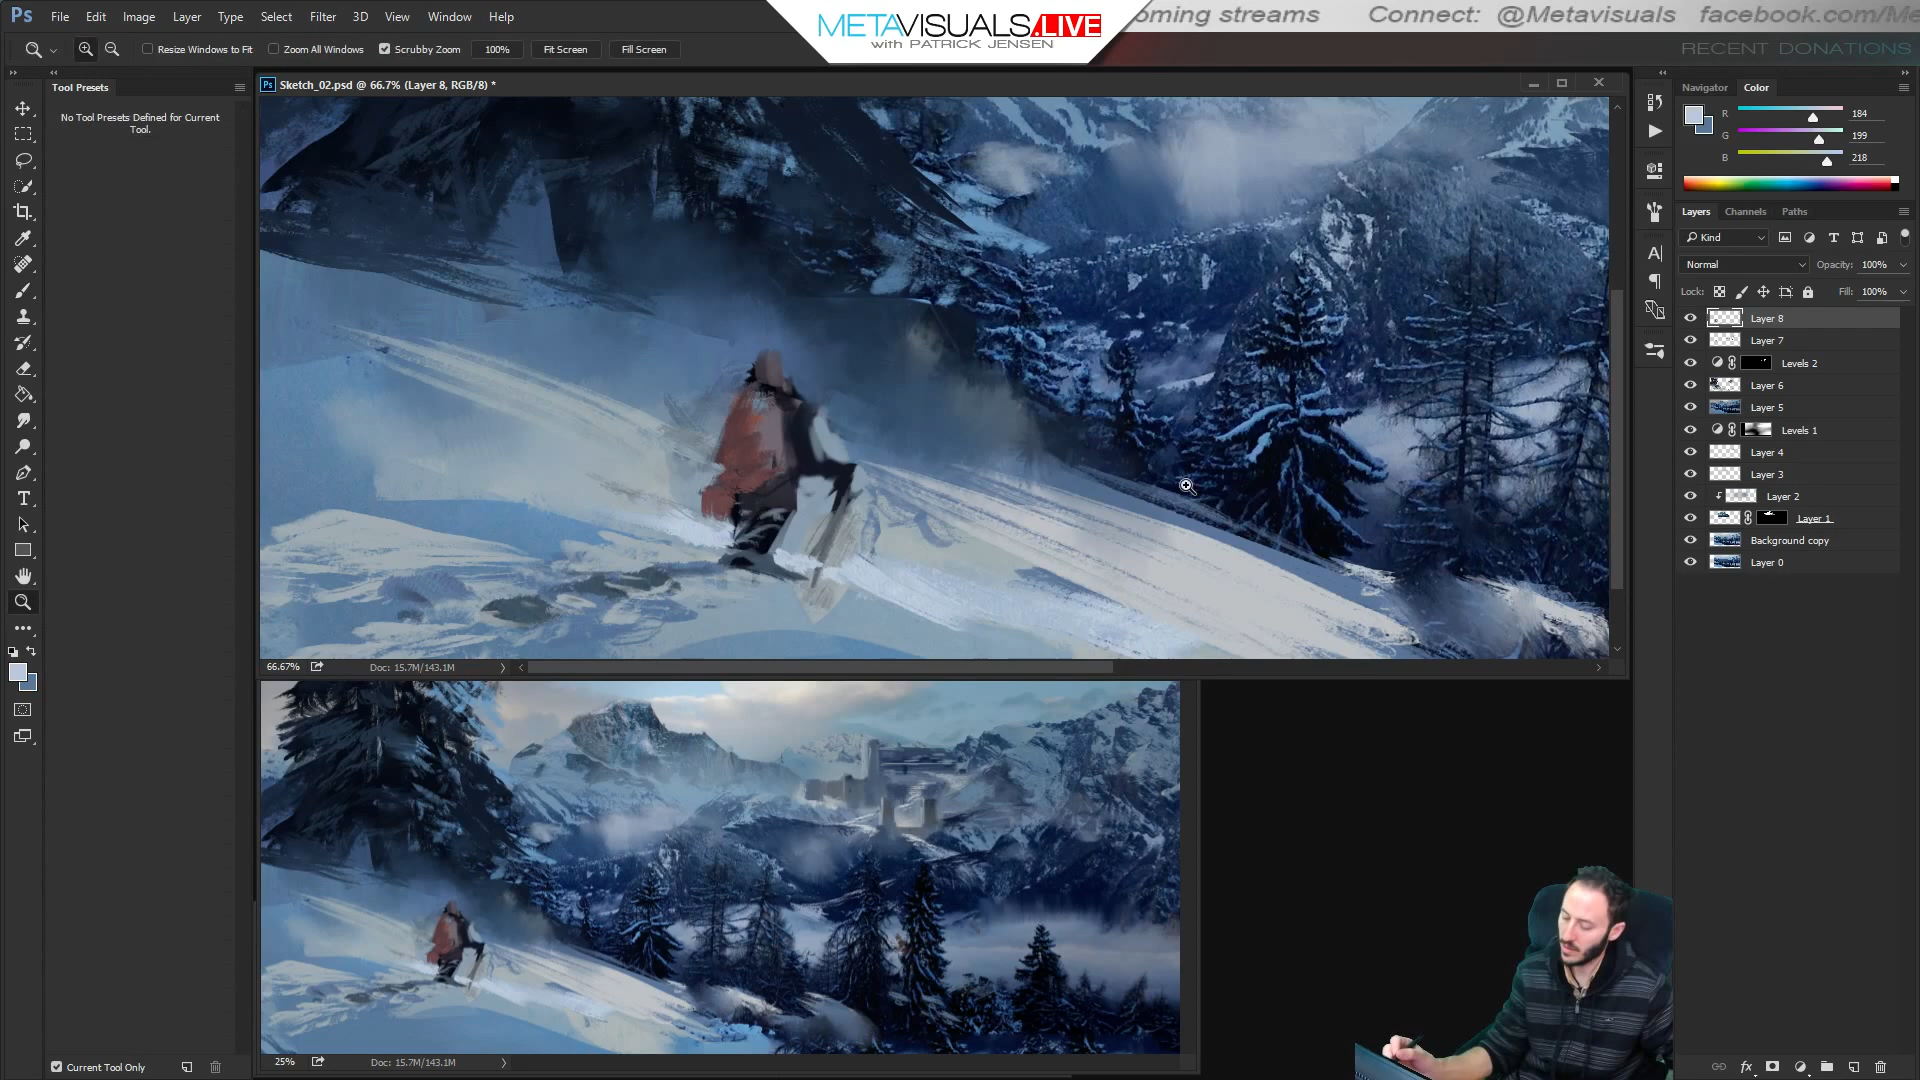 Ps File Edit Image Layer Type Select Filter 3D View Window Help
METAVISUALS.LIVE
with PATRICK JENSEN
oming streams Connect: @Metavisuals facebook.com/Me
RECENT DONATIONS
Resize Windows to Fit Zoom All Windows Scrubby Zoom 100% Fit Screen Fill Screen
Tool Presets
No Tool Presets Defined for Current
Tool.
Ps Sketch_02.psd @ 66.7% (Layer 8, RGB/8) *
Navigator Color
R 184
G 199
B 218
Layers Channels Paths
Kind
Normal Opacity: 100%
Lock: Fill: 100%
Layer 8
Layer 7
Levels 2
Layer 6
Layer 5
Levels 1
Layer 4
Layer 3
Layer 2
Layer 1
Background copy
Layer 0
66.67% Doc: 15.7M/143.1M
25% Doc: 15.7M/143.1M
Current Tool Only
fx